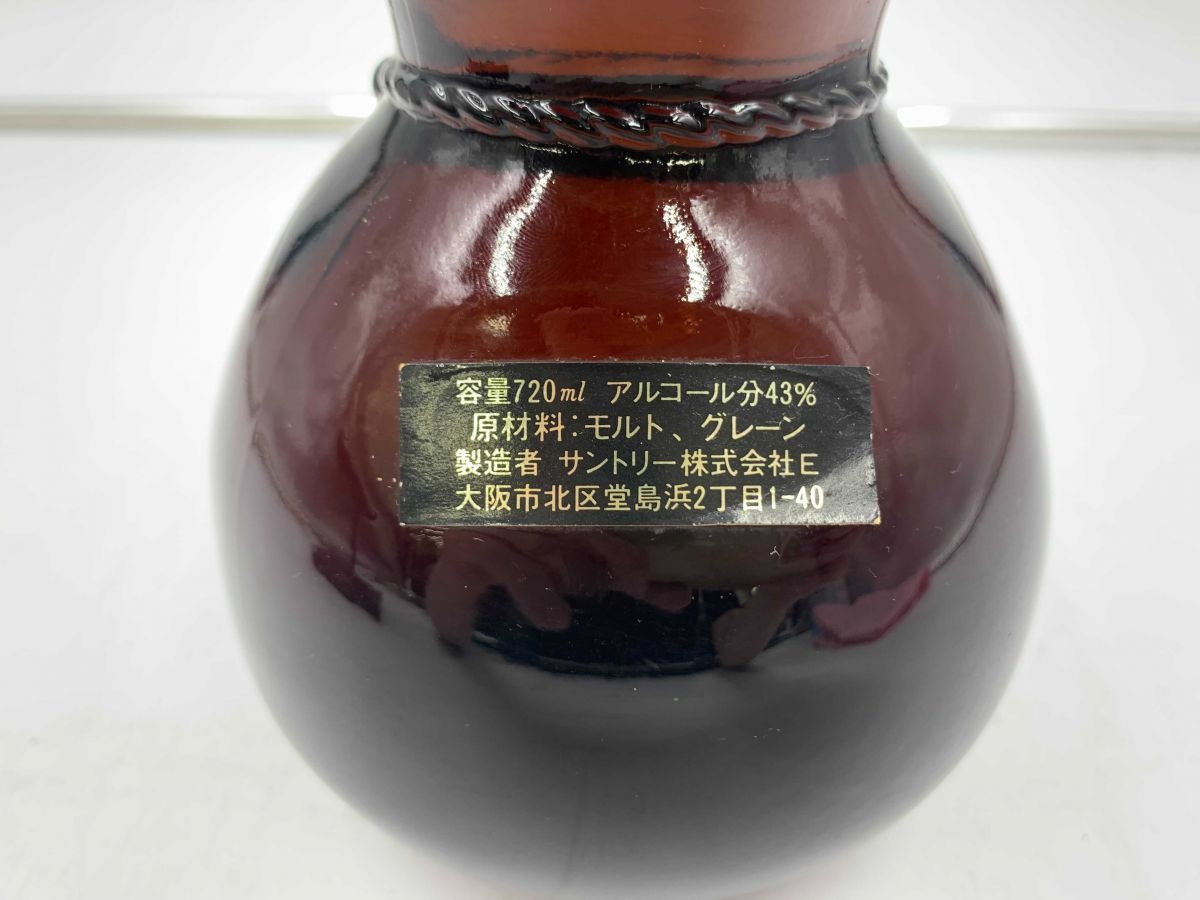 容量720ml アルコール分43%
原材料:モルト、グレーン
製造者 サントリー株式会社E
大阪市北区堂島浜2丁目1-40